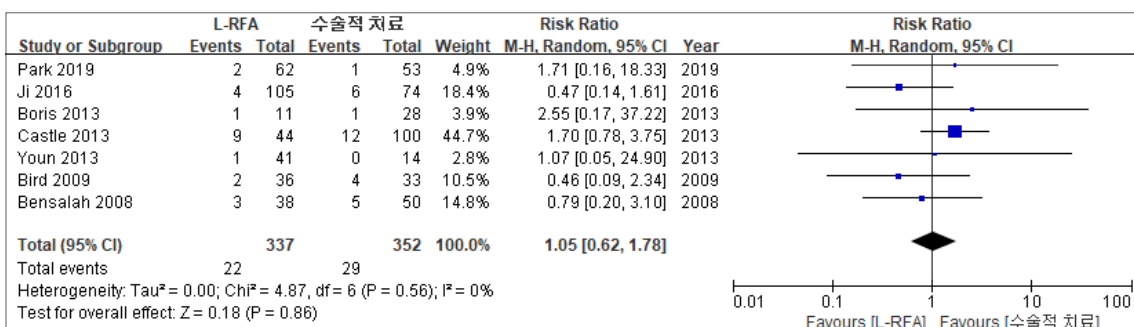 L-RFA 수술적 치료 Risk Ratio Risk Ratio
Study or Subgroup Events Total Events Total Weight M-H, Random, 95% CI Year M-H, Random, 95% CI
Park 2019 2 62 1 53 4.9% 1.71 [0.16, 18.33] 2019
Ji 2016 4 105 6 74 18.4% 0.47 [0.14, 1.61] 2016
Boris 2013 1 11 1 28 3.9% 2.55 [0.17, 37.22] 2013
Castle 2013 9 44 12 100 44.7% 1.70 [0.78, 3.75] 2013
Youn 2013 1 41 0 14 2.8% 1.07 [0.05, 24.90] 2013
Bird 2009 2 36 4 33 10.5% 0.46 [0.09, 2.34] 2009
Bensalah 2008 3 38 5 50 14.8% 0.79 [0.20, 3.10] 2008
Total (95% CI) 337 352 100.0% 1.05 [0.62, 1.78]
Total events 22 29
Heterogeneity: Tau² = 0.00; Chi² = 4.87, df = 6 (P = 0.56); I² = 0%
Test for overall effect: Z = 0.18 (P = 0.86)
0.01 0.1 1 10 100
Favours [L-RFA] Favours [수술적 치료]